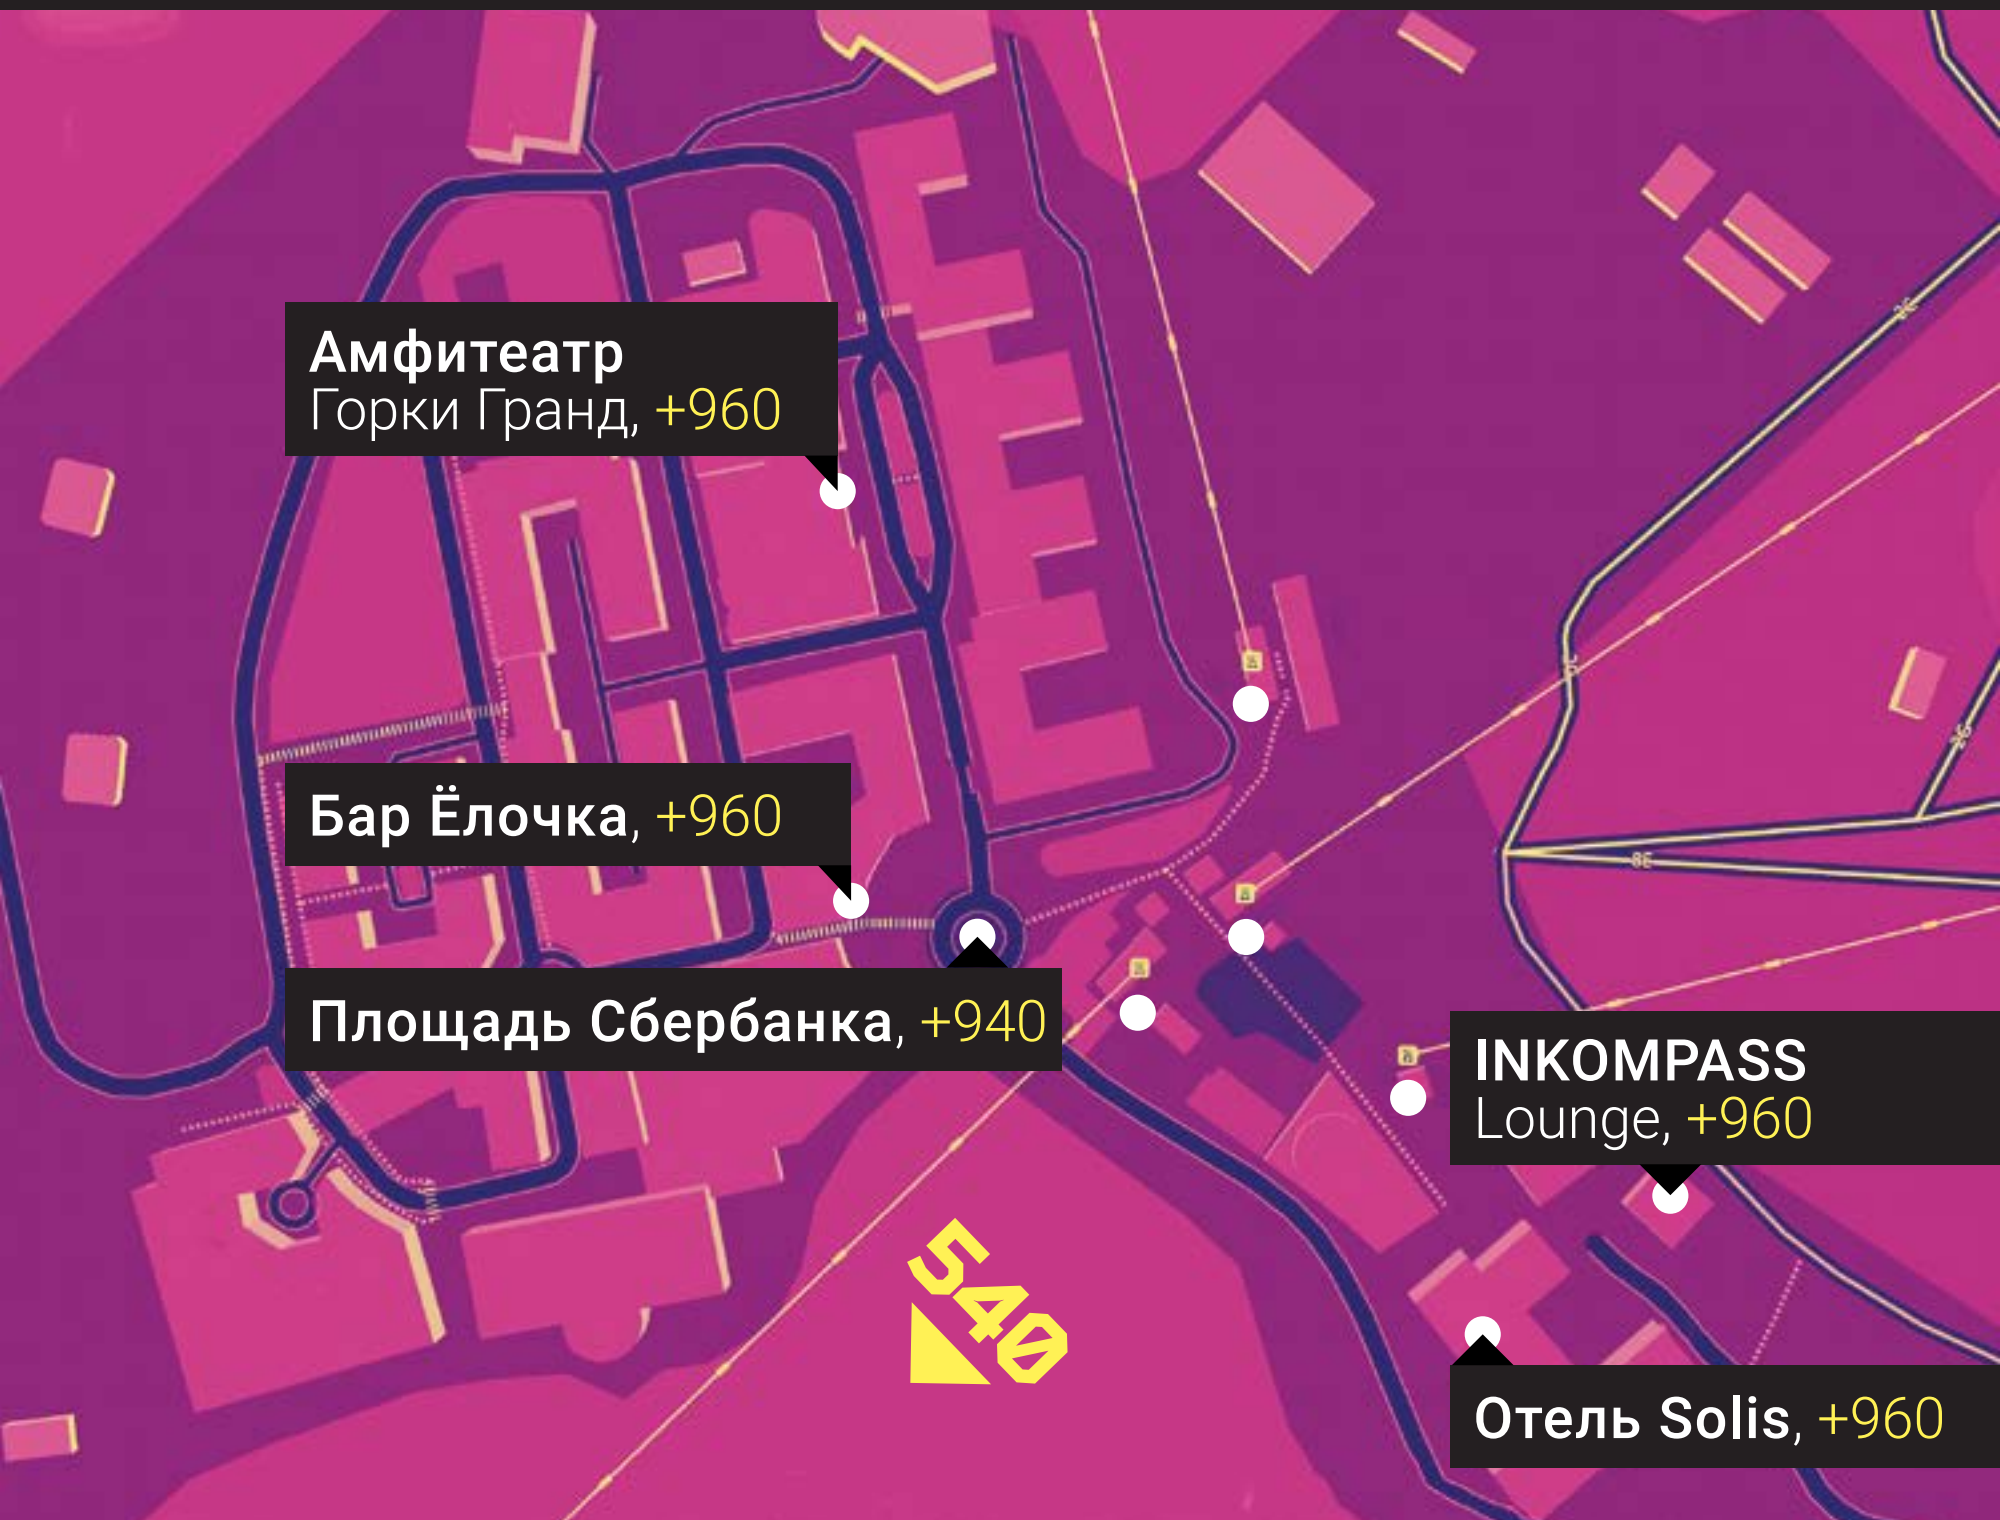 Амфитеатр
Горки Гранд, +960
Бар Ёлочка, +960
Площадь Сбербанка, +940
INKOMPASS
Lounge, +960
540
Отель Solis, +960